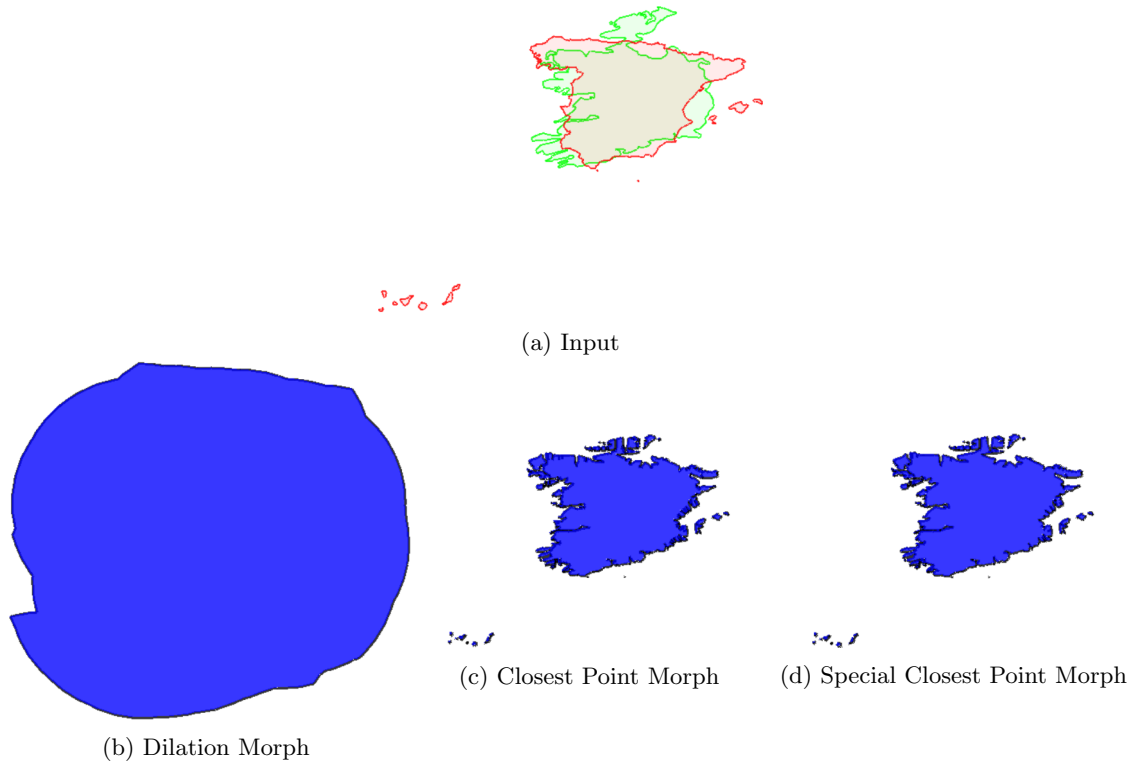 (a) Input
(c) Closest Point Morph
(d) Special Closest Point Morph
(b) Dilation Morph